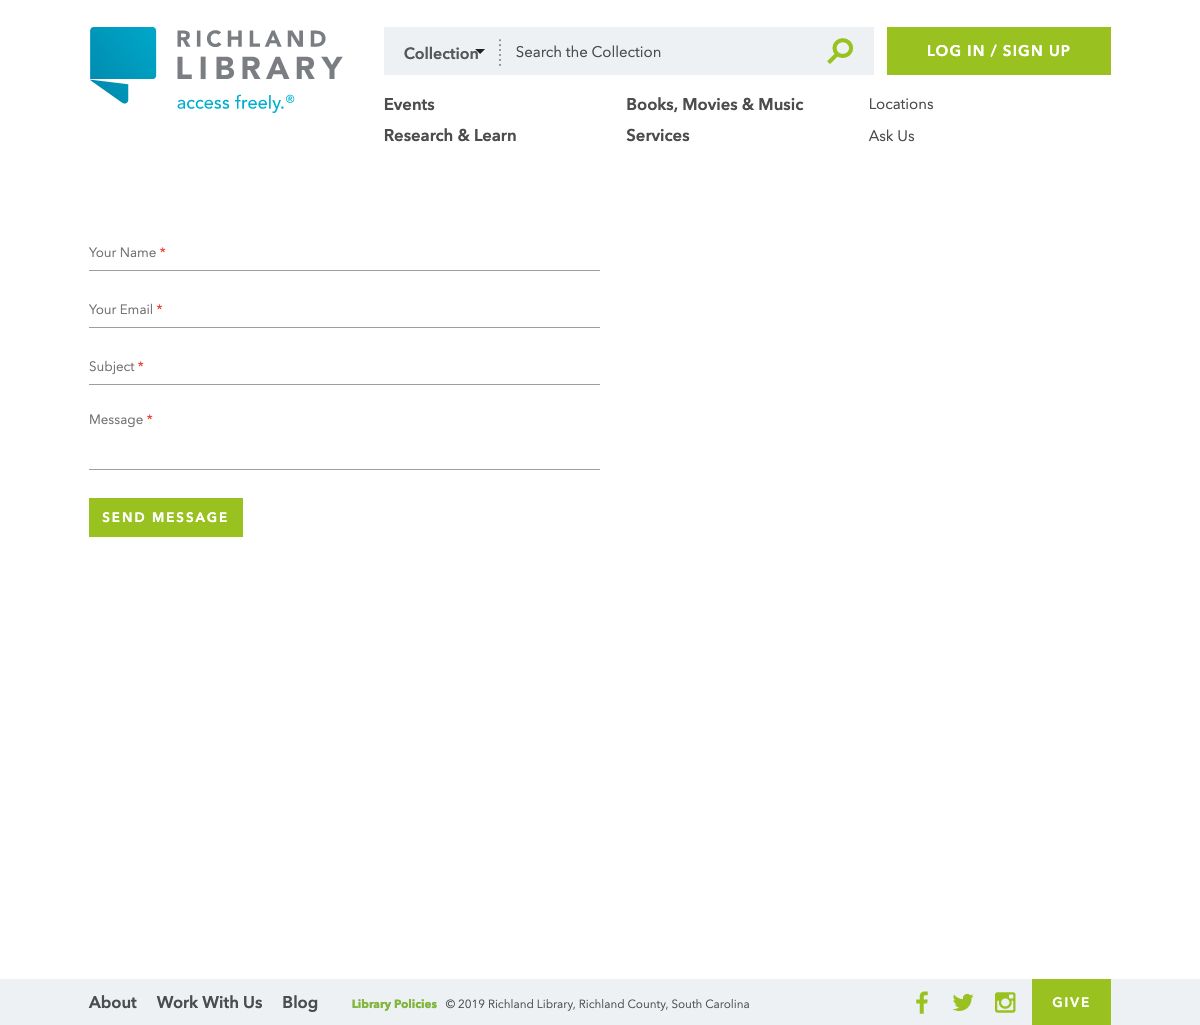 RICHLAND
LIBRARY
access freely.®
Collection
Search the Collection
LOG IN / SIGN UP
Events
Books, Movies & Music
Locations
Research & Learn
Services
Ask Us
Your Name *
Your Email *
Subject *
Message *
SEND MESSAGE
About
Work With Us
Blog
Library Policies
© 2019 Richland Library, Richland County, South Carolina
GIVE